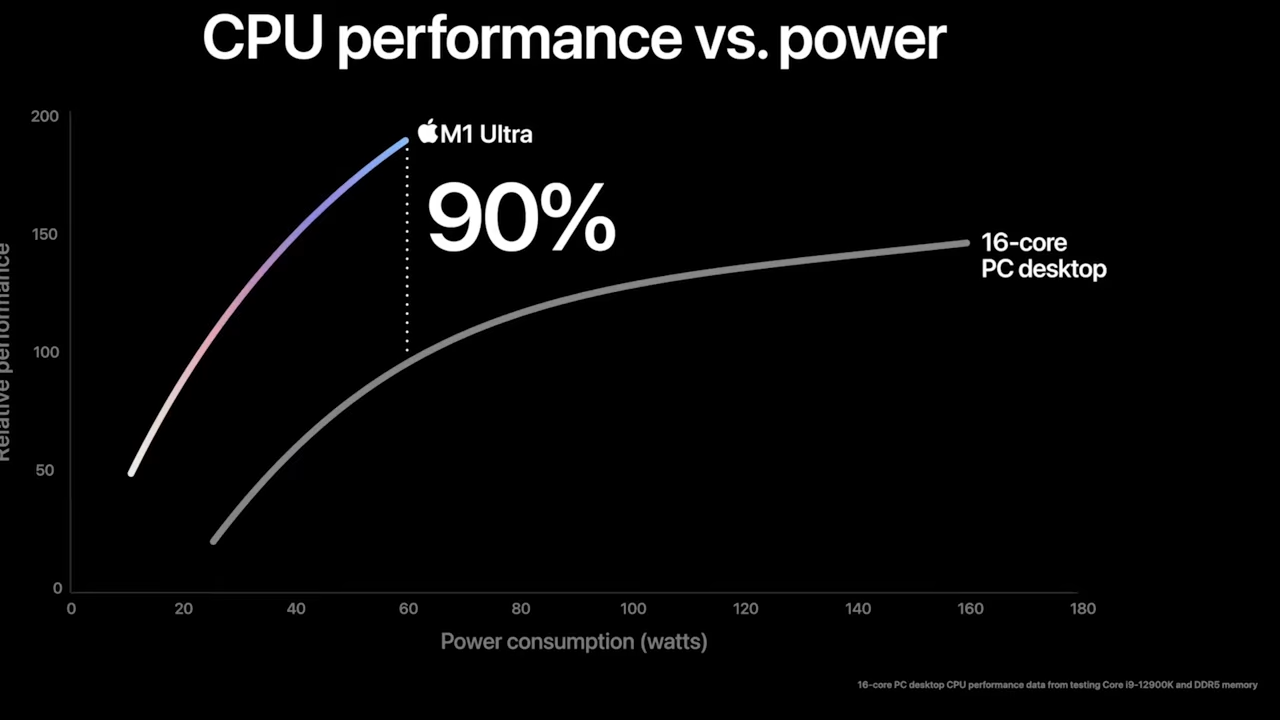 CPU performance vs. power
200
M1 Ultra
90%
150
16-core
PC desktop
Relative performance
100
50
0
0 20 40 60 80 100 120 140 160 180
Power consumption (watts)
16-core PC desktop CPU performance data from testing Core i9-12900K and DDR5 memory